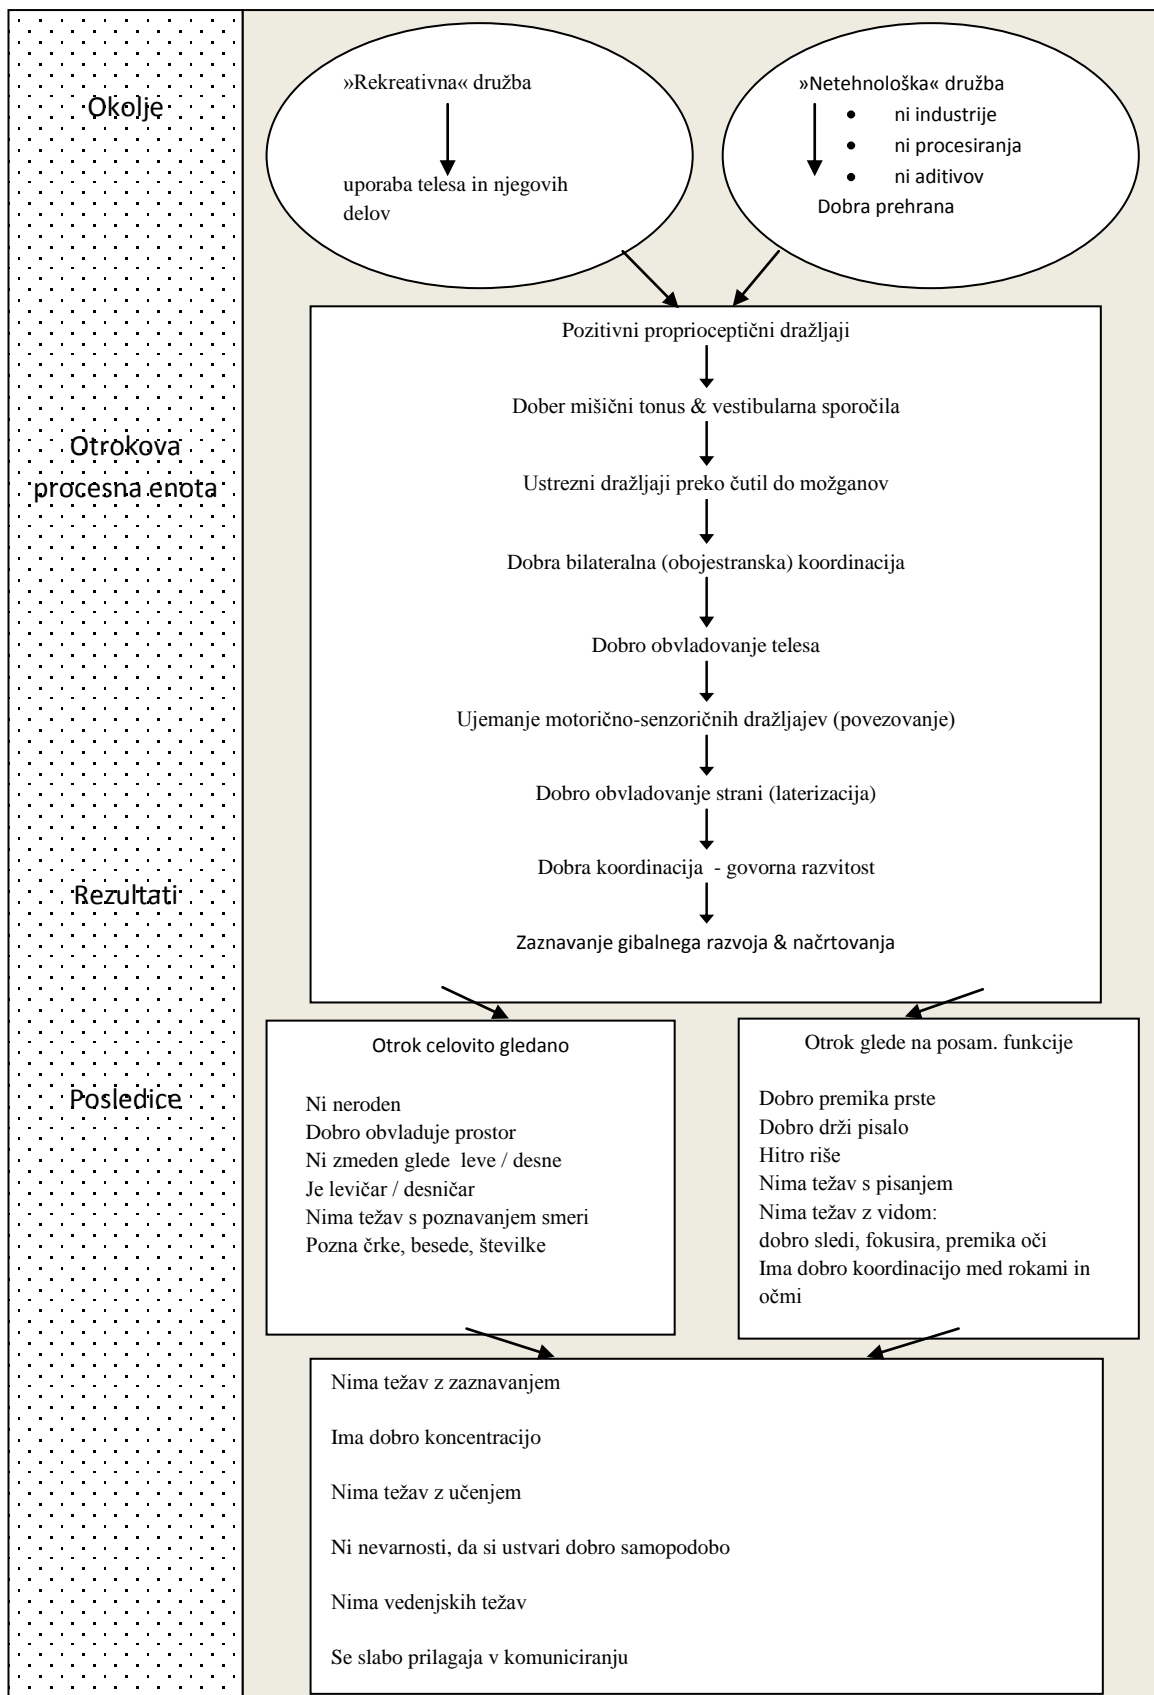 Okolje
»Rekreativna« družba
uporaba telesa in njegovih
delov
»Netehnološka« družba
• ni industrije
• ni procesiranja
• ni aditivov
Dobra prehrana
Otrokova
procesna enota
Pozitivni proprioceptični dražljaji
Dober mišični tonus & vestibularna sporočila
Ustrezni dražljaji preko čutil do možganov
Dobra bilateralna (obojestranska) koordinacija
Dobro obvladovanje telesa
Ujemanje motorično-senzoričnih dražljajev (povezovanje)
Dobro obvladovanje strani (laterizacija)
Rezultati
Dobra koordinacija - govorna razvitost
Zaznavanje gibalnega razvoja & načrtovanja
Posledice
Otrok celovito gledano
Ni neroden
Dobro obvladuje prostor
Ni zmeden glede leve / desne
Je levičar / desničar
Nima težav s poznavanjem smeri
Pozna črke, besede, številke
Otrok glede na posam. funkcije
Dobro premika prste
Dobro drži pisalo
Hitro riše
Nima težav s pisanjem
Nima težav z vidom:
dobro sledi, fokusira, premika oči
Ima dobro koordinacijo med rokami in
očmi
Nima težav z zaznavanjem
Ima dobro koncentracijo
Nima težav z učenjem
Ni nevarnosti, da si ustvari dobro samopodobo
Nima vedenjskih težav
Se slabo prilagaja v komuniciranju